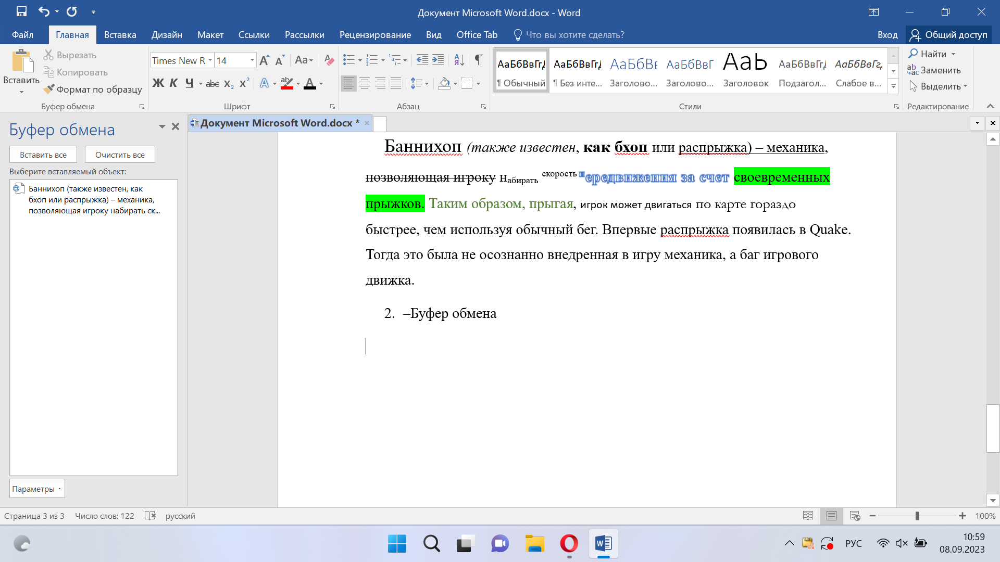 Документ Microsoft Word.docx - Word
Файл Главная Вставка Дизайн Макет Ссылки Рассылки Рецензирование Вид Office Tab Что вы хотите сделать? Вход Общий доступ
Вставить
Вырезать
Копировать
Формат по образцу
Буфер обмена
Times New R 14 Aa
Ж К Ч abc x₂ x² A ab A
Шрифт
Абзац
АаБбВвГгД АаБбВвГгД АаБбВв АаБбВвГ АаЬ АаБбВвГгД АаБбВвГг
¶ Обычный ¶ Без инте... Заголово... Заголово... Заголовок Подзагол... Слабое в...
Стили
Найти
Заменить
Выделить
Редактирование
Буфер обмена
Вставить все Очистить все
Выберите вставляемый объект:
Баннихоп (также известен, как
бхоп или распрыжка) – механика,
позволяющая игроку набирать ск...
Параметры
Документ Microsoft Word.docx *
Баннихоп (также известен, как бхоп или распрыжка) – механика,
позволяющая игроку набирать скорость передвижения за счет своевременных
прыжков. Таким образом, прыгая, игрок может двигаться по карте гораздо
быстрее, чем используя обычный бег. Впервые распрыжка появилась в Quake.
Тогда это была не осознанно внедренная в игру механика, а баг игрового
движка.
2. –Буфер обмена
Страница 3 из 3 Число слов: 122 русский 100%
РУС 10:59
08.09.2023